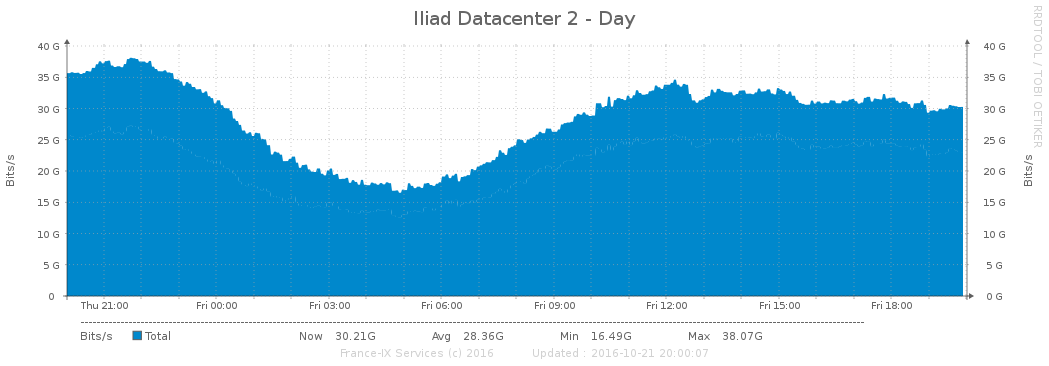 Iliad Datacenter 2 - Day
RRDTOOL / TOBI OETIKER
40 G 40 G
35 G 35 G
30 G 30 G
25 G 25 G
20 G 20 G
15 G 15 G
10 G 10 G
5 G 5 G
0 0 G
Bits/s Bits/s
Thu 21:00 Fri 00:00 Fri 03:00 Fri 06:00 Fri 09:00 Fri 12:00 Fri 15:00 Fri 18:00
Bits/s Total Now 30.21G Avg 28.36G Min 16.49G Max 38.07G
France-IX Services (c) 2016 Updated : 2016-10-21 20:00:07